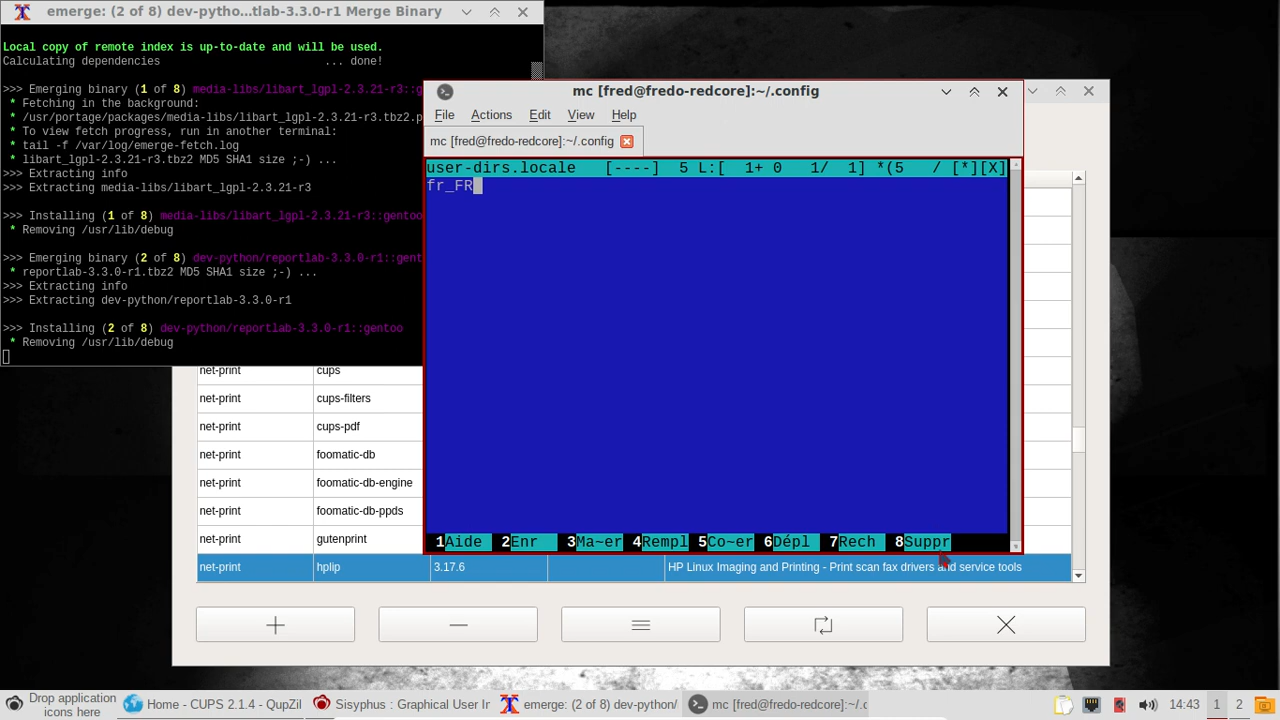 emerge: (2 of 8) dev-pytho...tlab-3.3.0-r1 Merge Binary
Local copy of remote index is up-to-date and will be used.
Calculating dependencies ... done!
>>> Emerging binary (1 of 8) media-libs/libart_lgpl-2.3.21-r3::g
* Fetching in the background:
* /usr/portage/packages/media-libs/libart_lgpl-2.3.21-r3.tbz2.p
* To view fetch progress, run in another terminal:
* tail -f /var/log/emerge-fetch.log
* libart_lgpl-2.3.21-r3.tbz2 MD5 SHA1 size ;-) ...
>>> Extracting info
>>> Extracting media-libs/libart_lgpl-2.3.21-r3
>>> Installing (1 of 8) media-libs/libart_lgpl-2.3.21-r3::gentoo
* Removing /usr/lib/debug
>>> Emerging binary (2 of 8) dev-python/reportlab-3.3.0-r1::gent
* reportlab-3.3.0-r1.tbz2 MD5 SHA1 size ;-) ...
>>> Extracting info
>>> Extracting dev-python/reportlab-3.3.0-r1
>>> Installing (2 of 8) dev-python/reportlab-3.3.0-r1::gentoo
* Removing /usr/lib/debug
mc [fred@fredo-redcore]:~/.config
File Actions Edit View Help
mc [fred@fredo-redcore]:~/.config
user-dirs.locale [----] 5 L:[ 1+ 0 1/ 1] *(5 / [*][X]
fr_FR
1Aide 2Enr 3Ma~er 4Rempl 5Co~er 6Dépl 7Rech 8Suppr
net-print cups
net-print cups-filters
net-print cups-pdf
net-print foomatic-db
net-print foomatic-db-engine
net-print foomatic-db-ppds
net-print gutenprint
net-print hplip 3.17.6 HP Linux Imaging and Printing - Print scan fax drivers and service tools
Drop application
icons here
Home - CUPS 2.1.4 - QupZil
Sisyphus : Graphical User In
emerge: (2 of 8) dev-python/
mc [fred@fredo-redcore]:~/.c
14:43
1
2